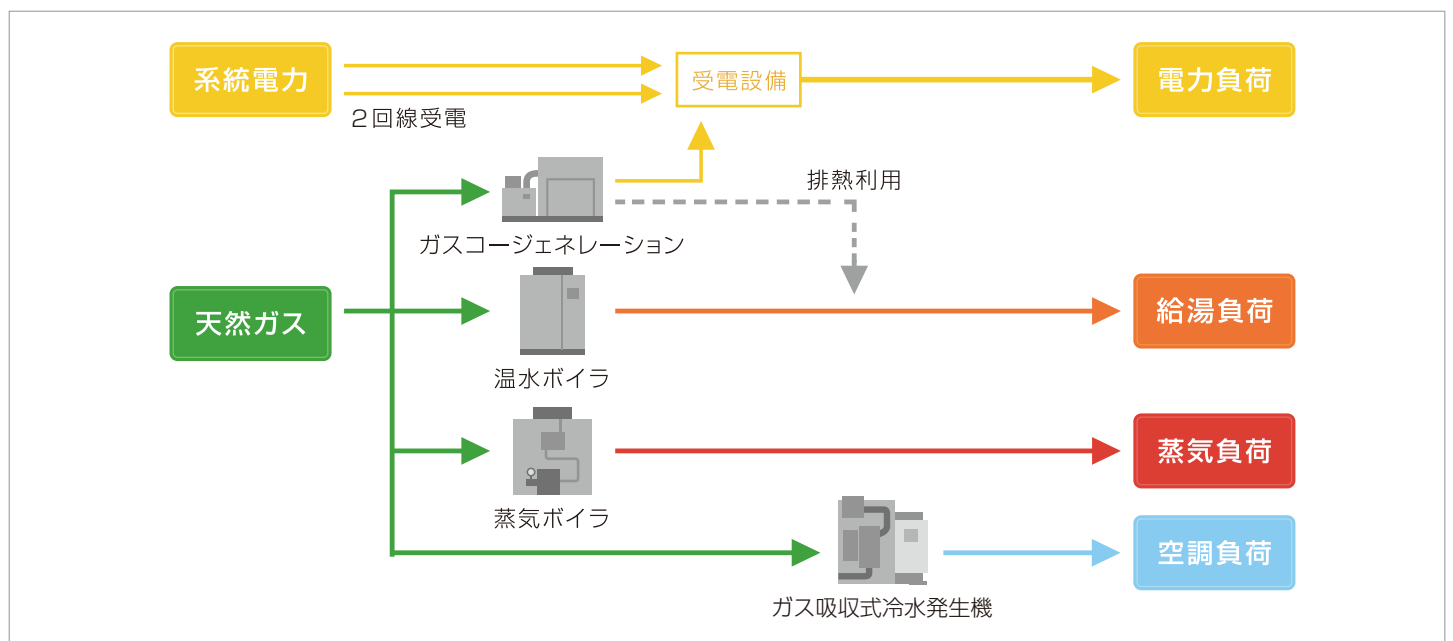 系統電力
2回線受電
受電設備
電力負荷
排熱利用
ガスコージェネレーション
天然ガス
給湯負荷
温水ボイラ
蒸気負荷
蒸気ボイラ
空調負荷
ガス吸収式冷水発生機